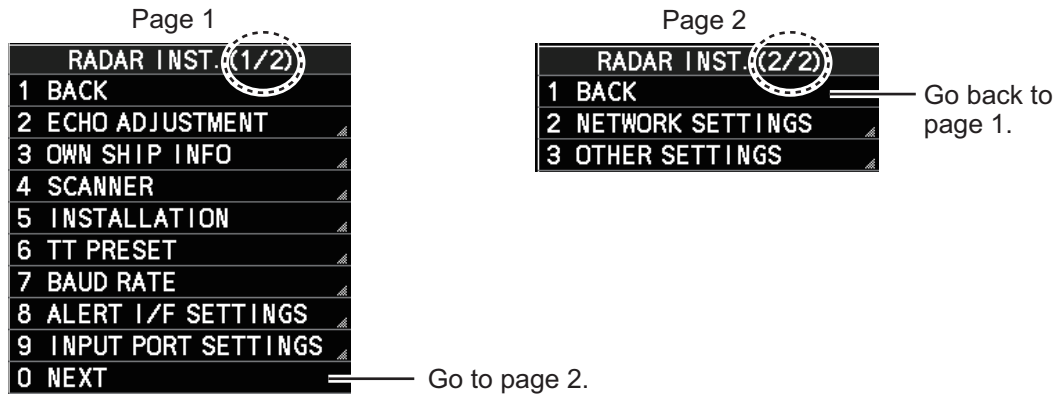 Page 1
RADAR INST. (1/2)
1 BACK
2 ECHO ADJUSTMENT
3 OWN SHIP INFO
4 SCANNER
5 INSTALLATION
6 TT PRESET
7 BAUD RATE
8 ALERT I/F SETTINGS
9 INPUT PORT SETTINGS
0 NEXT
Go to page 2.
Page 2
RADAR INST. (2/2)
1 BACK
2 NETWORK SETTINGS
3 OTHER SETTINGS
Go back to
page 1.